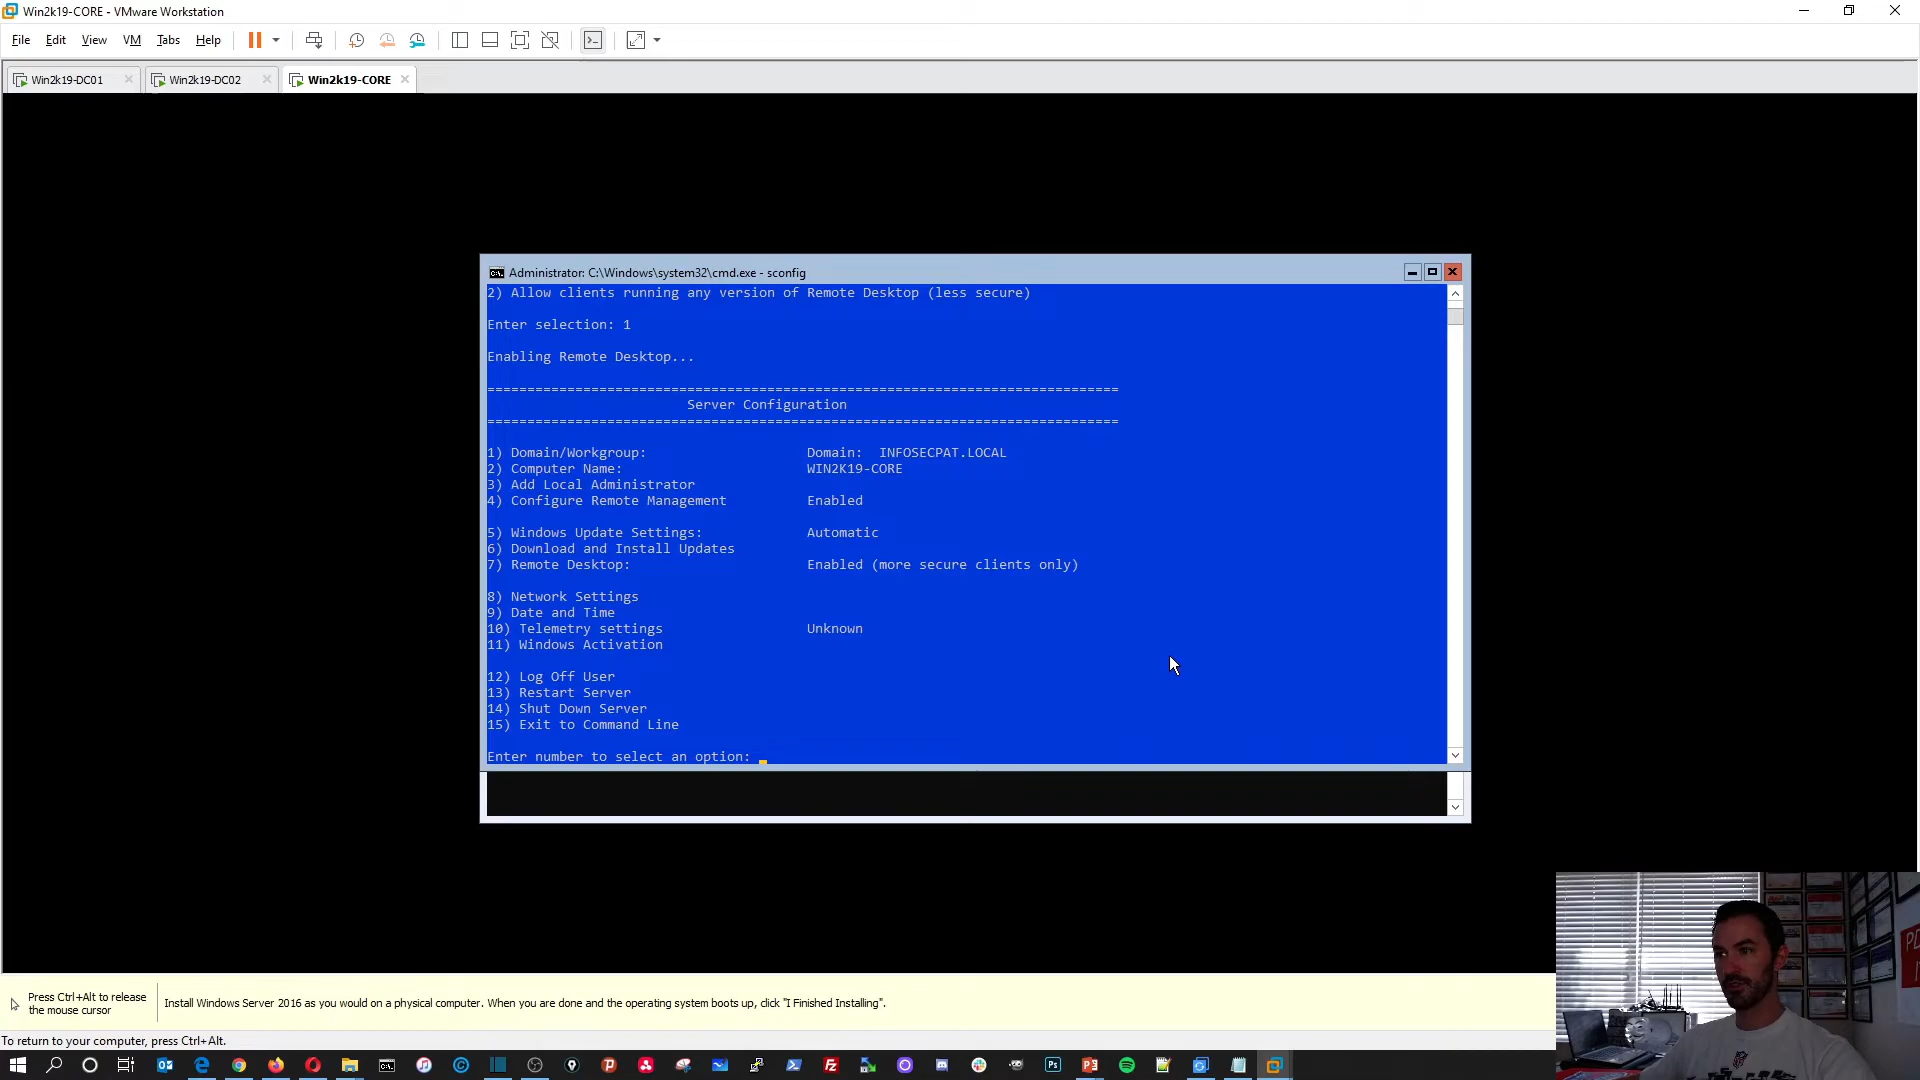 Win2K19-CORE - VMware Workstation
File Edit View VM Tabs Help
Win2k19-DC01 Win2k19-DC02 Win2k19-CORE
Administrator: C:\Windows\system32\cmd.exe - sconfig
2) Allow clients running any version of Remote Desktop (less secure)
Enter selection: 1
Enabling Remote Desktop...
===============================================================================
Server Configuration
===============================================================================
1) Domain/Workgroup: Domain: INFOSECPAT.LOCAL
2) Computer Name: WIN2K19-CORE
3) Add Local Administrator
4) Configure Remote Management Enabled
5) Windows Update Settings: Automatic
6) Download and Install Updates
7) Remote Desktop: Enabled (more secure clients only)
8) Network Settings
9) Date and Time
10) Telemetry settings Unknown
11) Windows Activation
12) Log Off User
13) Restart Server
14) Shut Down Server
15) Exit to Command Line
Enter number to select an option:
Press Ctrl+Alt to release
the mouse cursor
Install Windows Server 2016 as you would on a physical computer. When you are done and the operating system boots up, click "I Finished Installing".
To return to your computer, press Ctrl+Alt.